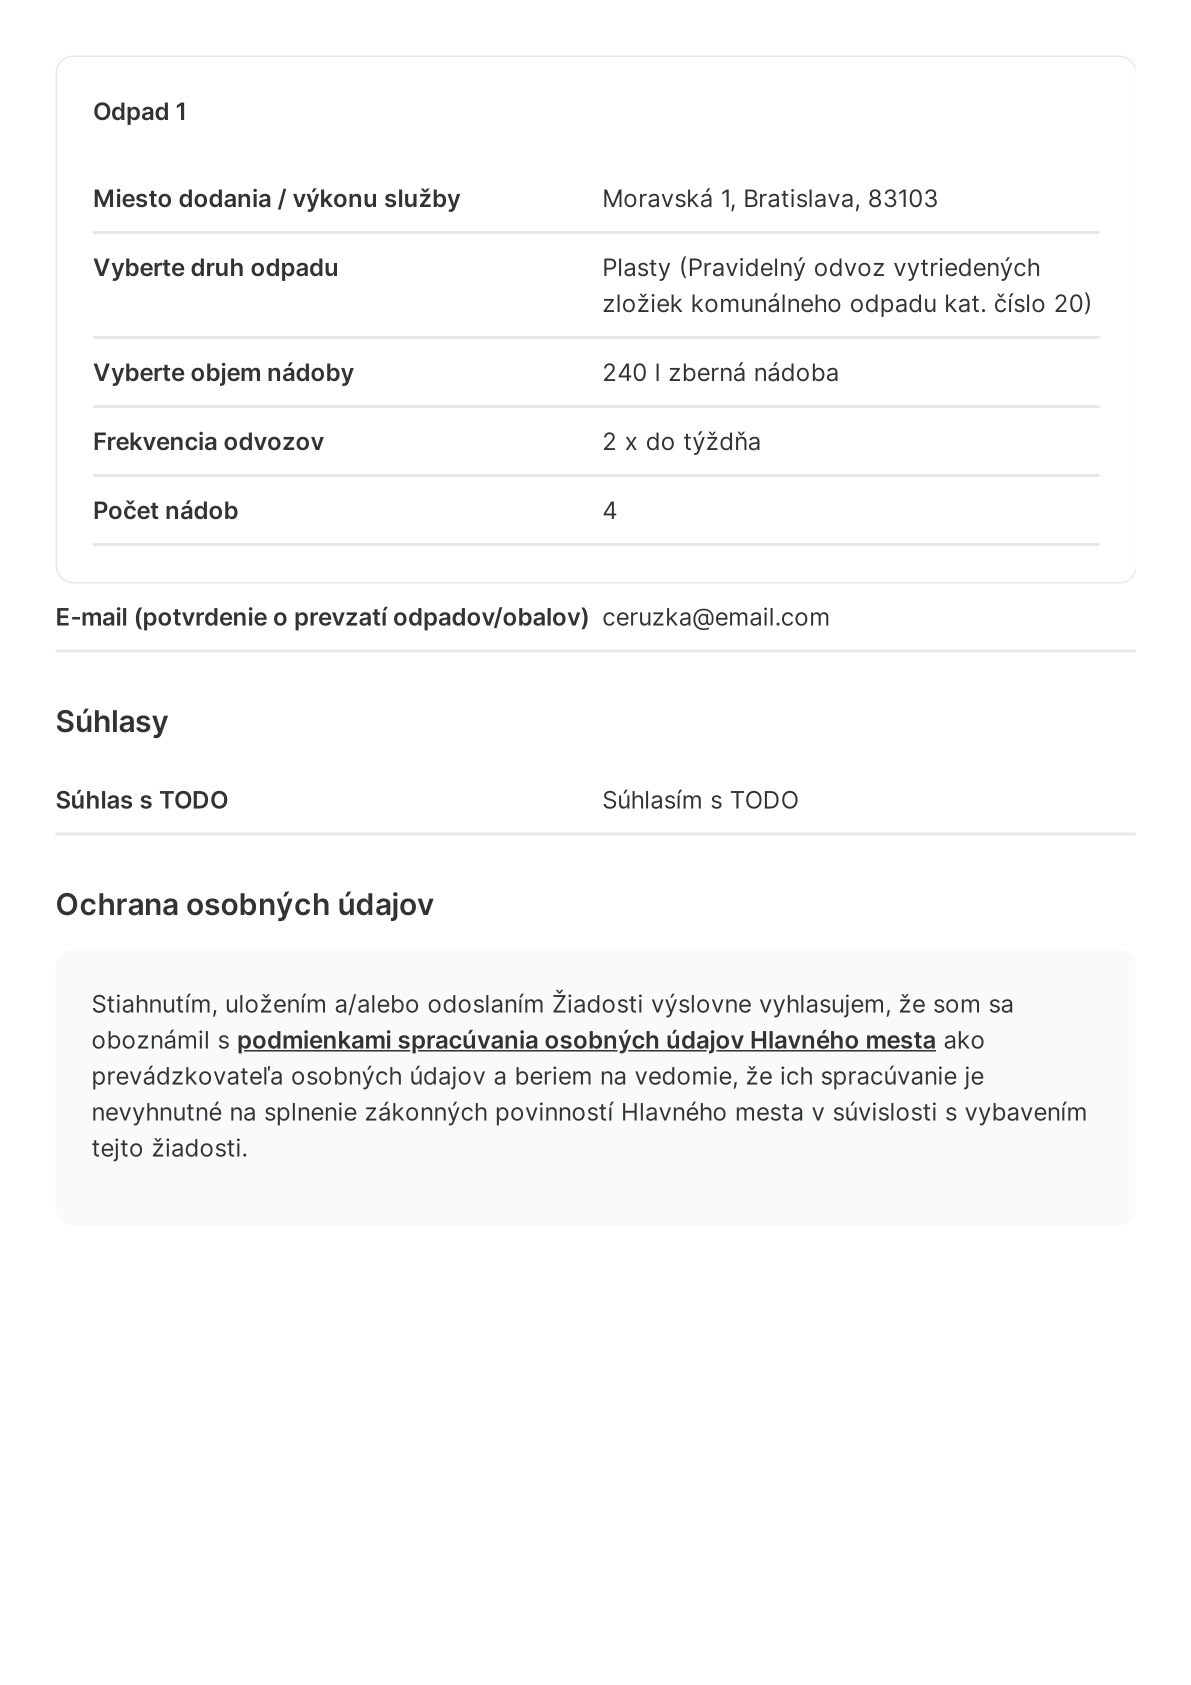 Odpad 1
Miesto dodania / výkonu služby Moravská 1, Bratislava, 83103
Vyberte druh odpadu Plasty (Pravidelný odvoz vytriedených
zložiek komunálneho odpadu kat. číslo 20)
Vyberte objem nádoby 240 l zberná nádoba
Frekvencia odvozov 2 x do týždňa
Počet nádob 4
E-mail (potvrdenie o prevzatí odpadov/obalov) ceruzka@email.com
Súhlasy
Súhlas s TODO Súhlasím s TODO
Ochrana osobných údajov
Stiahnutím, uložením a/alebo odoslaním Žiadosti výslovne vyhlasujem, že som sa
oboznámil s podmienkami spracúvania osobných údajov Hlavného mesta ako
prevádzkovateľa osobných údajov a beriem na vedomie, že ich spracúvanie je
nevyhnutné na splnenie zákonných povinností Hlavného mesta v súvislosti s vybavením
tejto žiadosti.